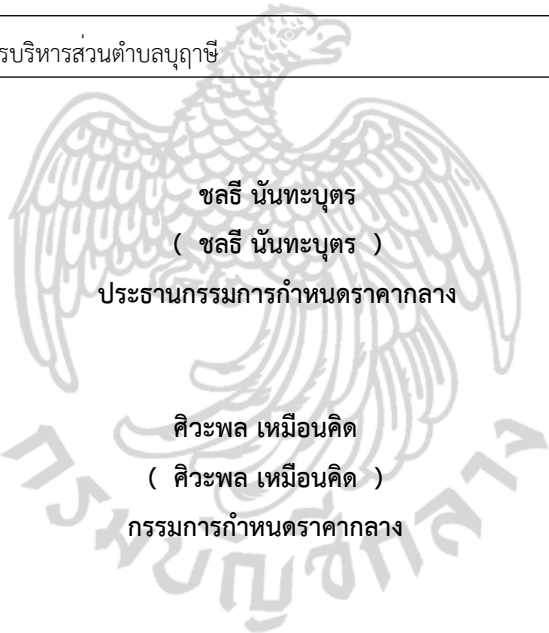 รบริหารส่วนตำบลบุฤาษี
ชลธี นันทะบุตร
( ชลธี นันทะบุตร )
ประธานกรรมการกำหนดราคากลาง
ศิวะพล เหมือนคิด
( ศิวะพล เหมือนคิด )
กรรมการกำหนดราคากลาง
กรมบัญชีกลาง